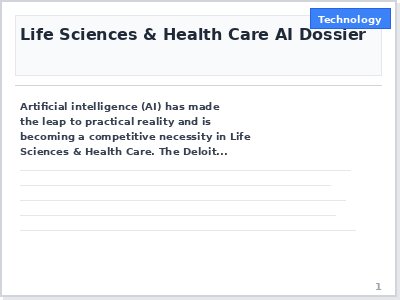 Technology
Life Sciences & Health Care AI Dossier
Artificial intelligence (AI) has made
the leap to practical reality and is
becoming a competitive necessity in Life
Sciences & Health Care. The Deloit...
1